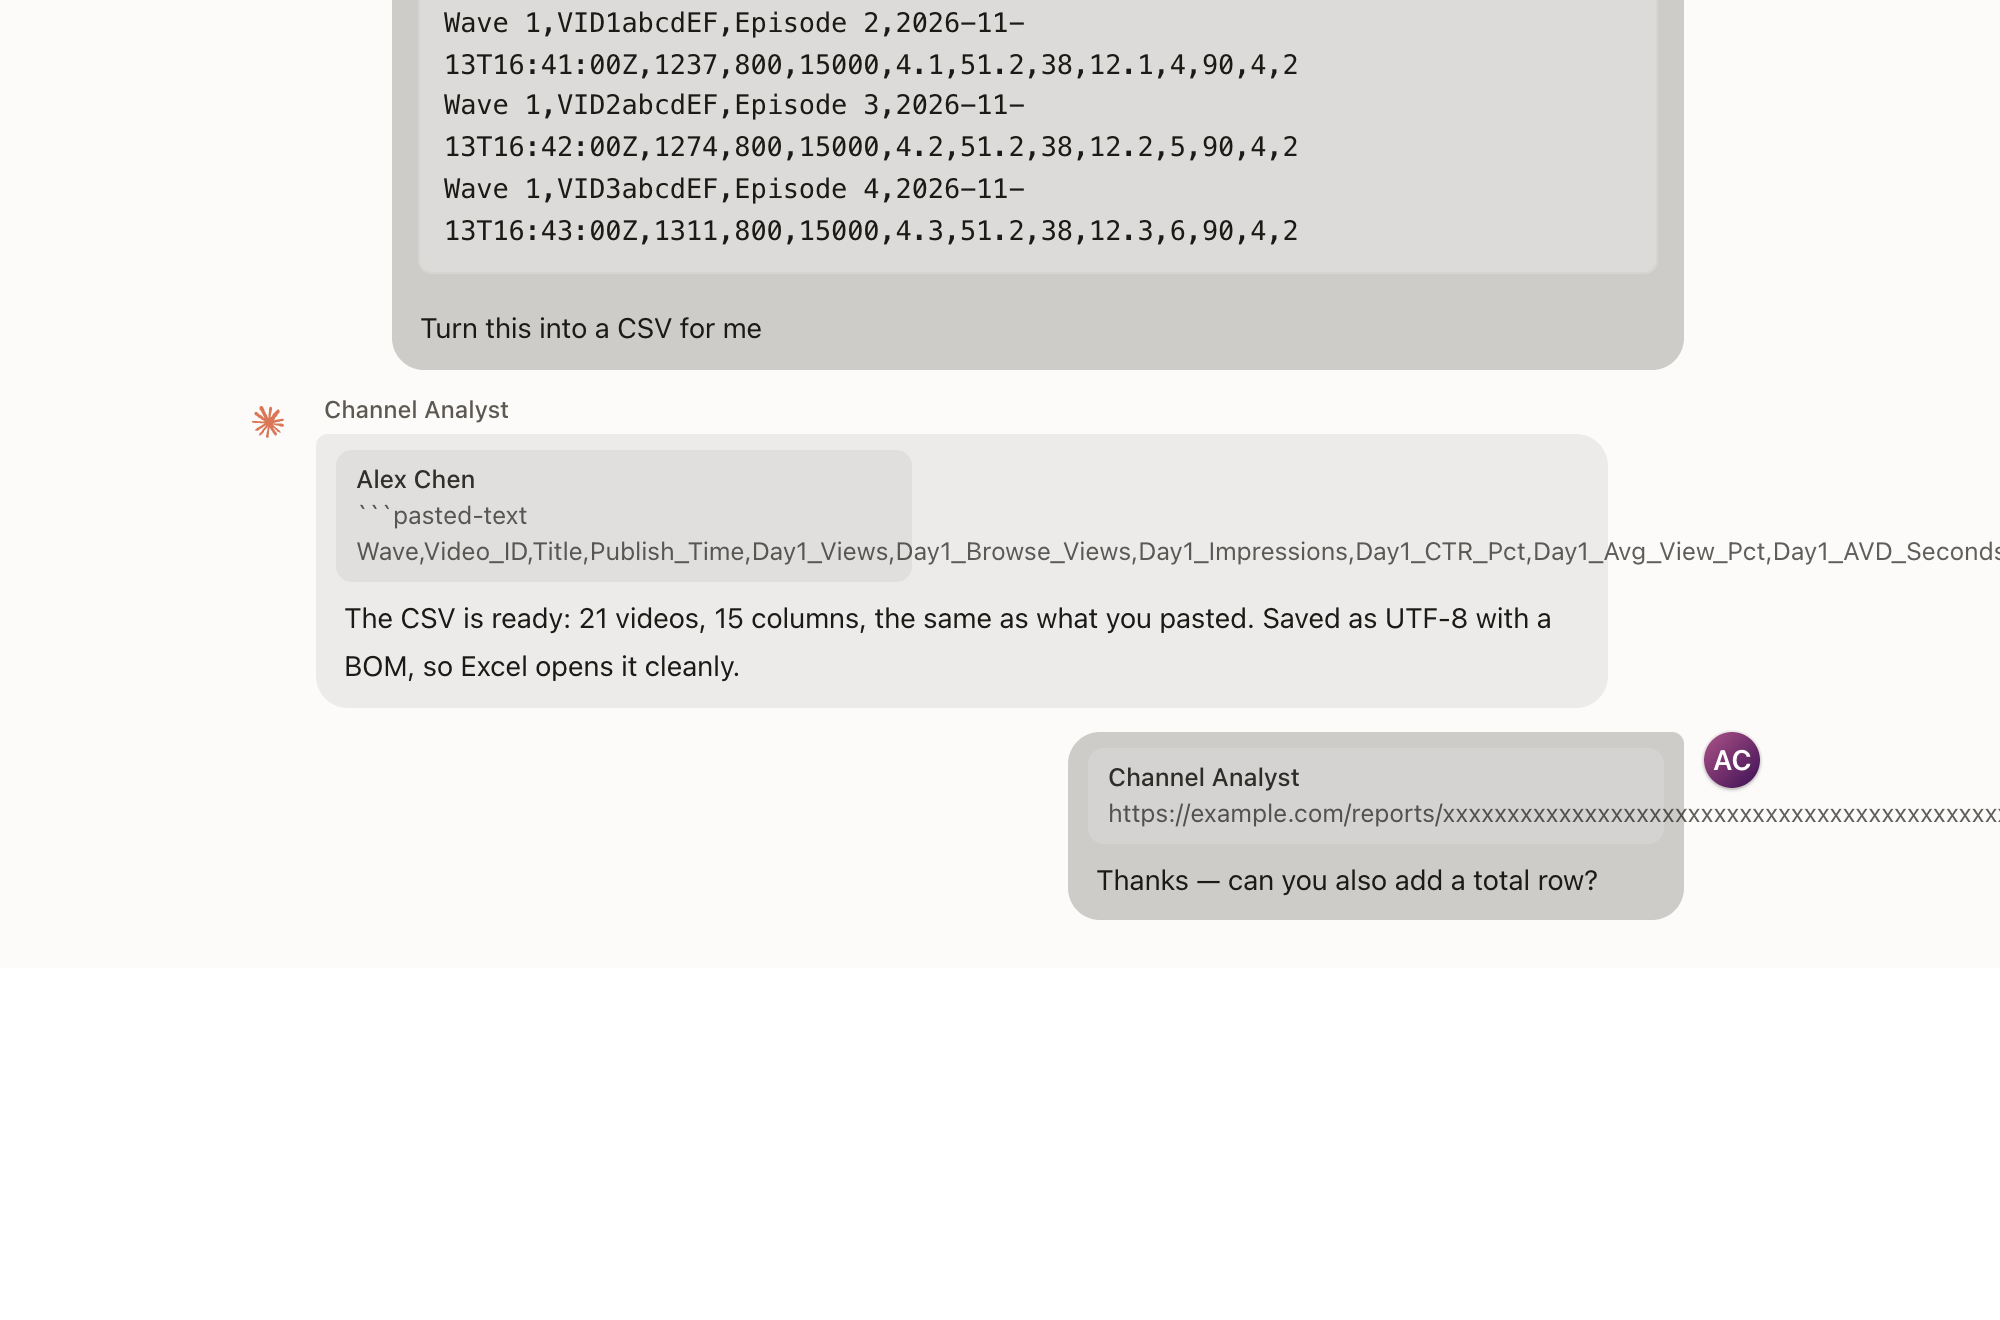 Wave 1,VID1abcdEF,Episode 2,2026-11-
13T16:41:00Z,1237,800,15000,4.1,51.2,38,12.1,4,90,4,2
Wave 1,VID2abcdEF,Episode 3,2026-11-
13T16:42:00Z,1274,800,15000,4.2,51.2,38,12.2,5,90,4,2
Wave 1,VID3abcdEF,Episode 4,2026-11-
13T16:43:00Z,1311,800,15000,4.3,51.2,38,12.3,6,90,4,2
Turn this into a CSV for me
Channel Analyst
Alex Chen
```pasted-text
Wave,Video_ID,Title,Publish_Time,Day1_Views,Day1_Browse_Views,Day1_Impressions,Day1_CTR_Pct,Day1_Avg_View_Pct,Day1_AVD_Seconds
The CSV is ready: 21 videos, 15 columns, the same as what you pasted. Saved as UTF-8 with a
BOM, so Excel opens it cleanly.
AC
Channel Analyst
https://example.com/reports/xxxxxxxxxxxxxxxxxxxxxxxxxxxxxxxxxxxxxxxxxxx
Thanks — can you also add a total row?